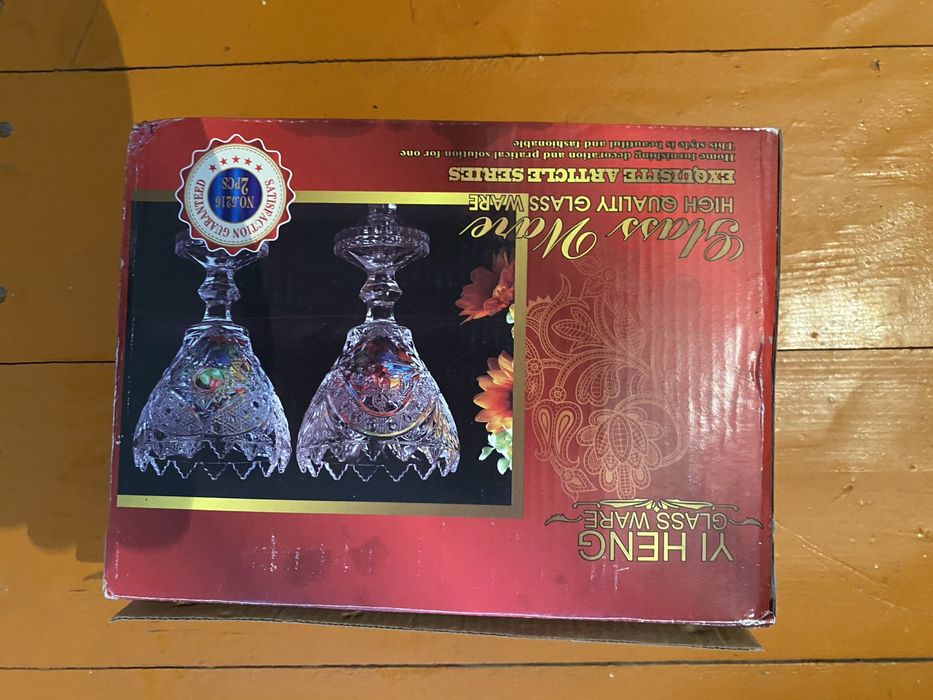 YI HENG
GLASS WARE
Glass Ware
HIGH QUALITY GLASS WARE
EXQUISITE ARTICLE SERIES
Home furnishing decoration and pratical solution for one
This style is beautiful and fashionable
SATISFACTION GUARANTEED
NO.5216
2PCS